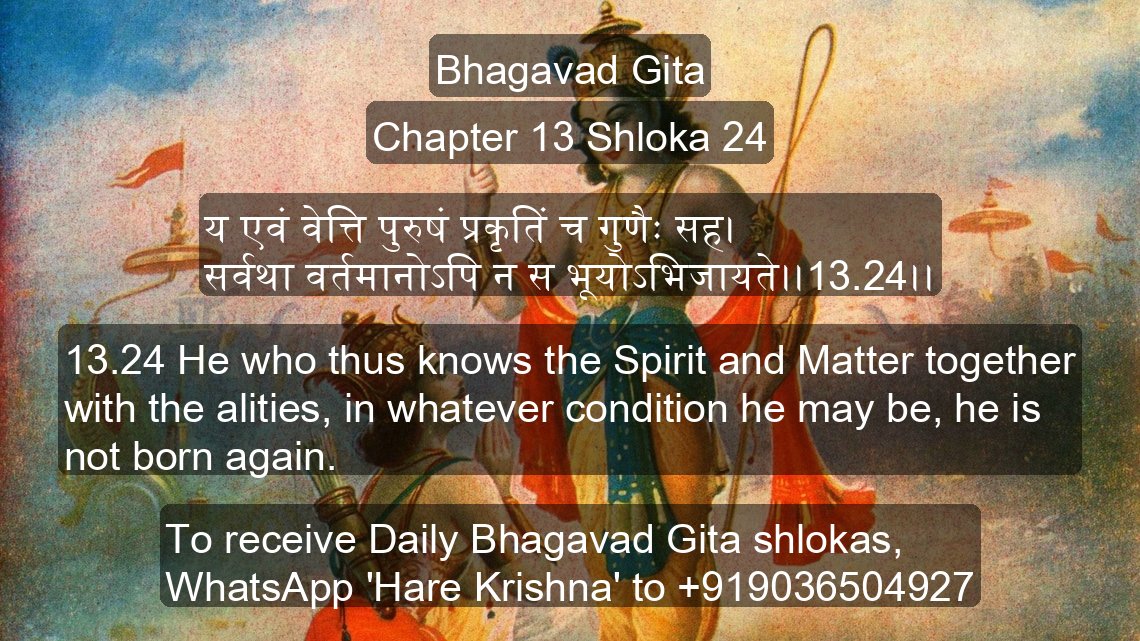 Bhagavad Gita
Chapter 13 Shloka 24
य एवं वेत्ति पुरुषं प्रकृतिं च गुणैः सह।
सर्वथा वर्तमानोऽपि न स भूयोऽभिजायते।।13.24।।
13.24 He who thus knows the Spirit and Matter together
with the alities, in whatever condition he may be, he is
not born again.
To receive Daily Bhagavad Gita shlokas,
WhatsApp 'Hare Krishna' to +919036504927